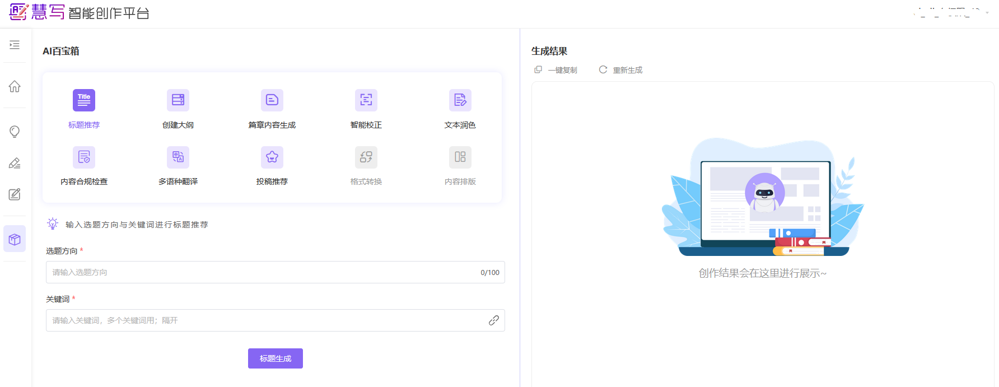 慧写 智能创作平台
AI百宝箱
Title
标题推荐
创建大纲
篇章内容生成
智能校正
文本润色
内容合规检查
多语种翻译
投稿推荐
格式转换
内容排版
输入选题方向与关键词进行标题推荐
选题方向 *
请输入选题方向
0/100
关键词 *
请输入关键词，多个关键词用；隔开
标题生成
生成结果
一键复制
重新生成
创作结果会在这里进行展示~